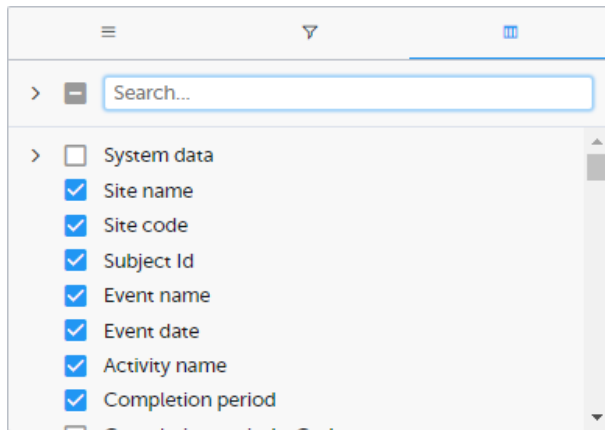 Search...
System data
Site name
Site code
Subject Id
Event name
Event date
Activity name
Completion period